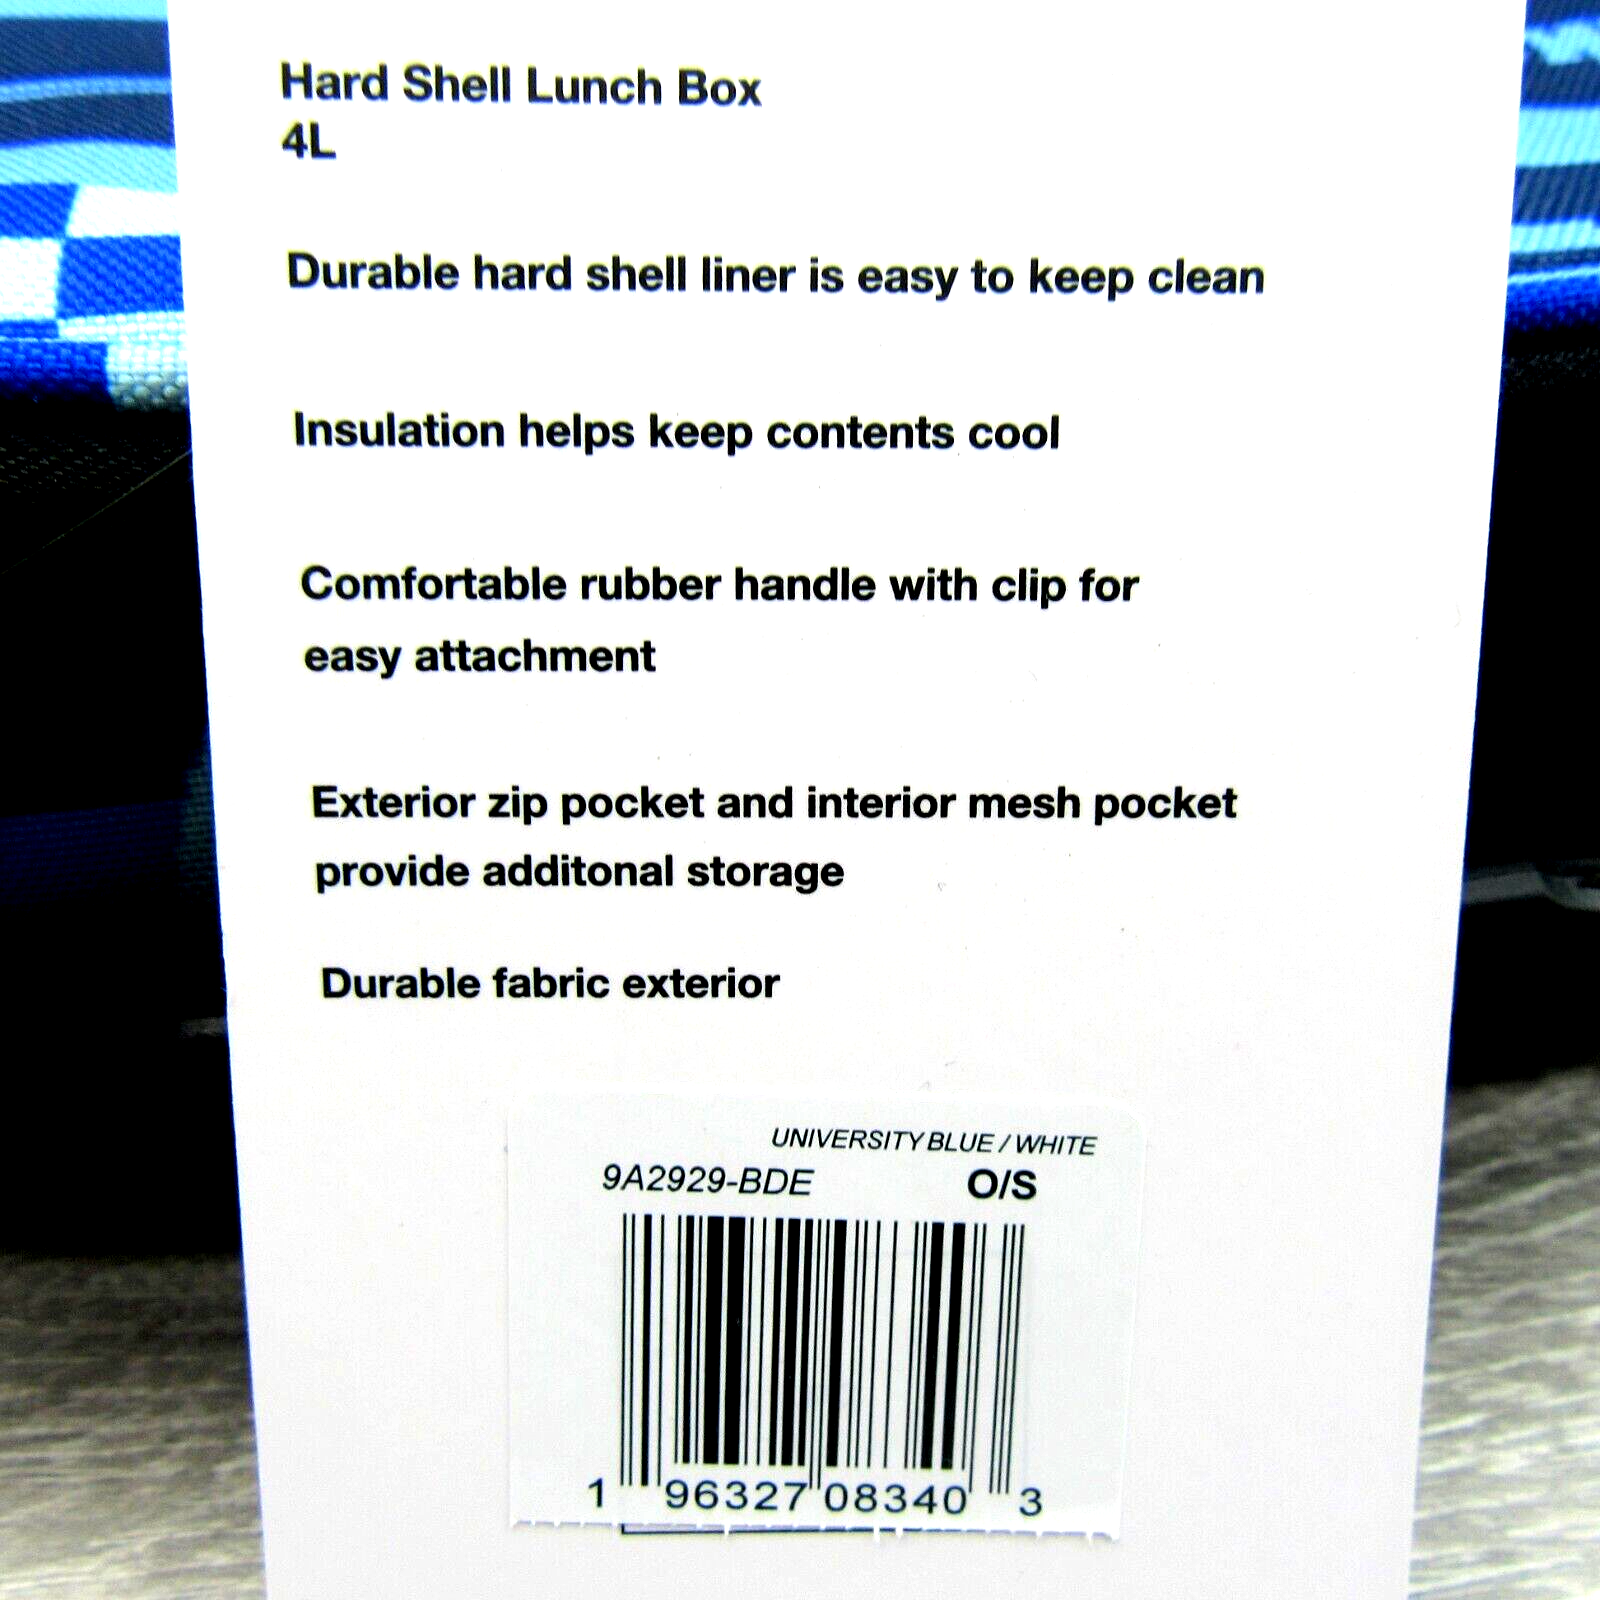 Hard Shell Lunch Box
4L
Durable hard shell liner is easy to keep clean
Insulation helps keep contents cool
Comfortable rubber handle with clip for
easy attachment
Exterior zip pocket and interior mesh pocket
provide additonal storage
Durable fabric exterior
UNIVERSITY BLUE / WHITE
9A2929-BDE O/S
1 96327 08340 3